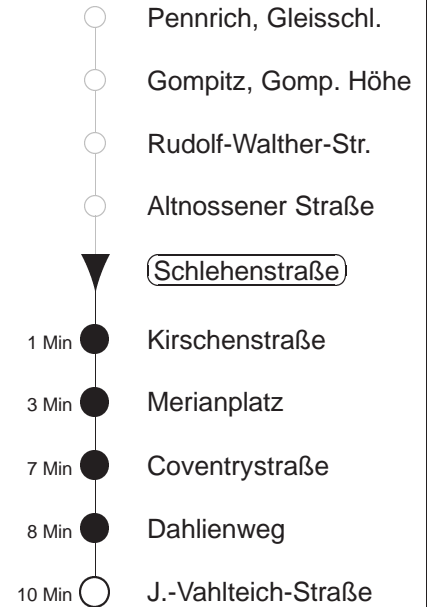 Pennrich, Gleisschl.
Gompitz, Gomp. Höhe
Rudolf-Walther-Str.
Altnossener Straße
Schlehenstraße
1 Min Kirschenstraße
3 Min Merianplatz
7 Min Coventrystraße
8 Min Dahlienweg
10 Min J.-Vahlteich-Straße